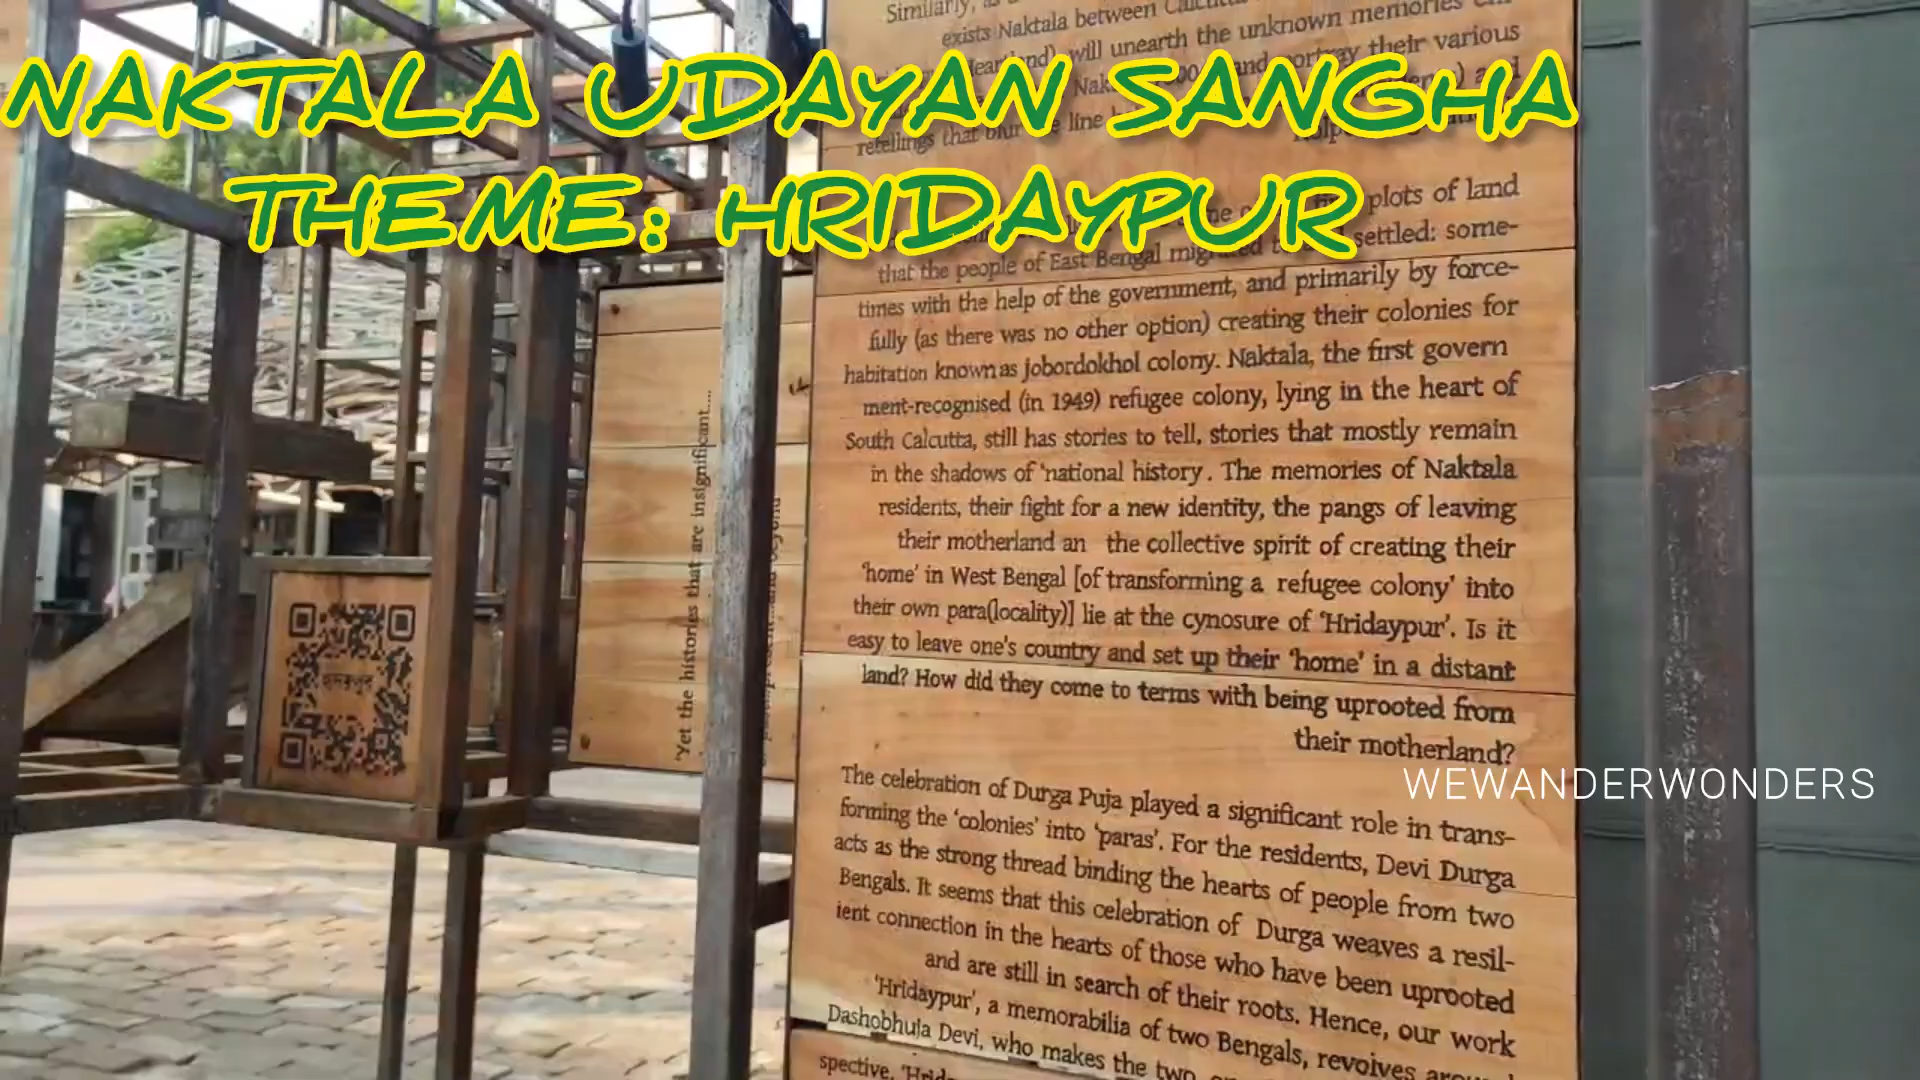 NAKTALA UDAYAN SANGHA
THEME: HRIDAYPUR
Similarly,
exists Naktala between
will unearth the unknown memories
and portray their various
retellings that blur line
plots of land
that the people of East Bengal settled: some-
times with the help of the government, and primarily by force-
fully (as there was no other option) creating their colonies for
habitation known as jobordokhol colony. Naktala, the first govern
ment-recognised (in 1949) refugee colony, lying in the heart of
South Calcutta, still has stories to tell, stories that mostly remain
in the shadows of 'national history. The memories of Naktala
residents, their fight for a new identity, the pangs of leaving
their motherland an the collective spirit of creating their
'home' in West Bengal [of transforming a refugee colony' into
their own para(locality)] lie at the cynosure of 'Hridaypur'. Is it
easy to leave one's country and set up their 'home' in a distant
land? How did they come to terms with being uprooted from
their motherland?
The celebration of Durga Puja played a significant role in trans-
forming the 'colonies' into 'paras'. For the residents, Devi Durga
acts as the strong thread binding the hearts of people from two
Bengals. It seems that this celebration of Durga weaves a resil-
ient connection in the hearts of those who have been uprooted
and are still in search of their roots. Hence, our work
'Hridaypur', a memorabilia of two Bengals, revolves
Dashobhuja Devi, who makes the two
spective,
'Yet the histories that are insignificant....
হৃদয়পুর
WEWANDERWONDERS